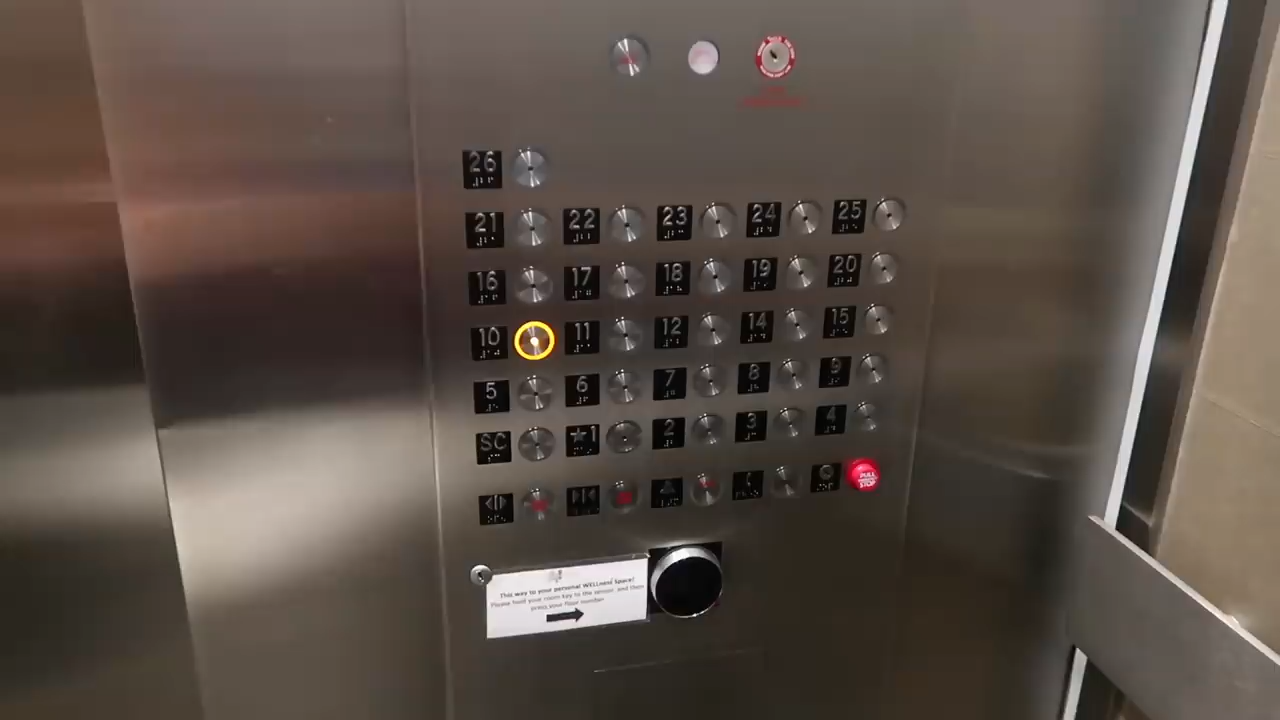 26
21 22 23 24 25
16 17 18 19 20
10 11 12 14 15
5 6 7 8 9
SC ★1 2 3 4
PULL
STOP
This way to your personal WELLness Space!
Please hold your room key to the sensor, and then
press your floor number